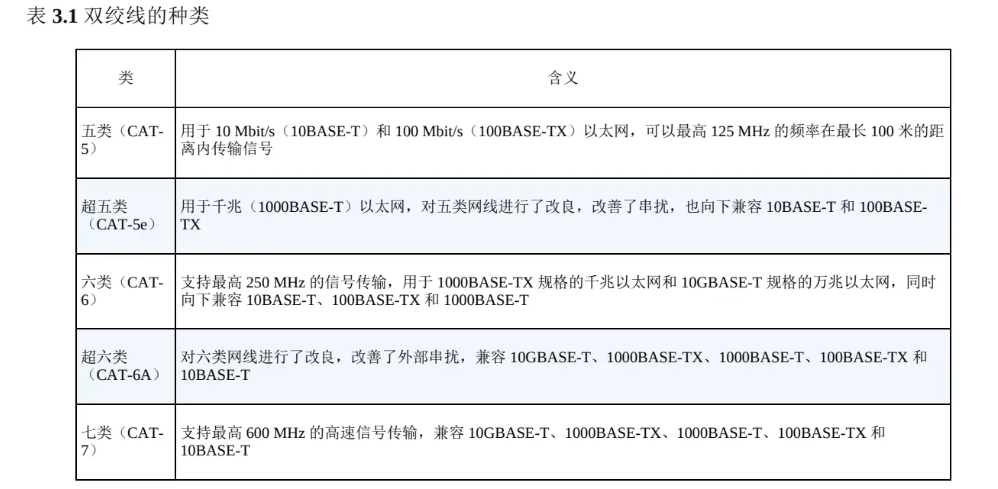 表 3.1 双绞线的种类
类
含义
五类（CAT-
5）
用于 10 Mbit/s（10BASE-T）和 100 Mbit/s（100BASE-TX）以太网，可以最高 125 MHz 的频率在最长 100 米的距
离内传输信号
超五类
（CAT-5e）
用于千兆（1000BASE-T）以太网，对五类网线进行了改良，改善了串扰，也向下兼容 10BASE-T 和 100BASE-
TX
六类（CAT-
6）
支持最高 250 MHz 的信号传输，用于 1000BASE-TX 规格的千兆以太网和 10GBASE-T 规格的万兆以太网，同时
向下兼容 10BASE-T、100BASE-TX 和 1000BASE-T
超六类
（CAT-6A）
对六类网线进行了改良，改善了外部串扰，兼容 10GBASE-T、1000BASE-TX、1000BASE-T、100BASE-TX 和
10BASE-T
七类（CAT-
7）
支持最高 600 MHz 的高速信号传输，兼容 10GBASE-T、1000BASE-TX、1000BASE-T、100BASE-TX 和
10BASE-T